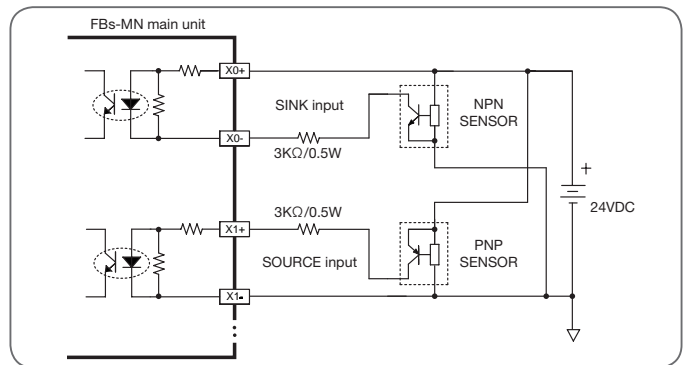 FBs-MN main unit
X0+
SINK input
NPN
SENSOR
X0-
3KΩ/0.5W
+
24VDC
3KΩ/0.5W
X1+
SOURCE input
PNP
SENSOR
X1-